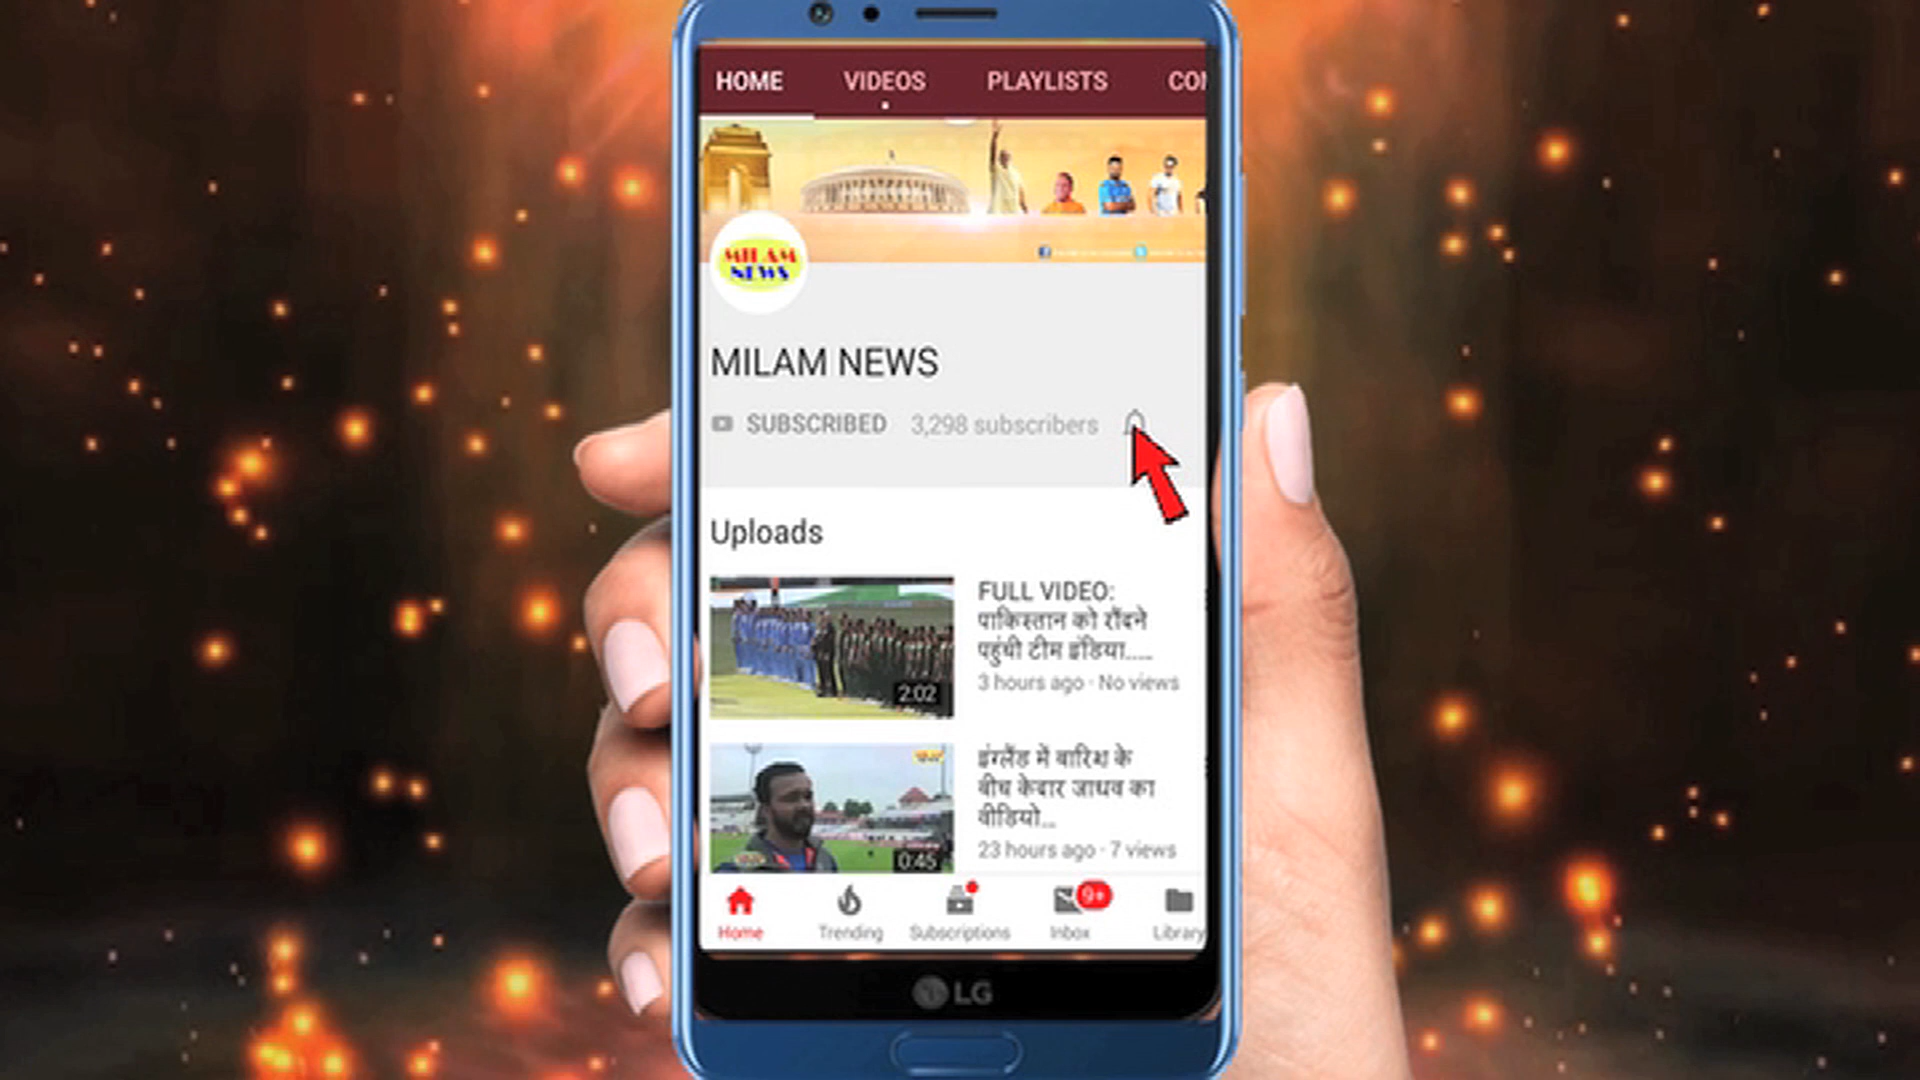 HOME VIDEOS PLAYLISTS CO
MILAM
NEWS
MILAM NEWS
SUBSCRIBED 3,298 subscribers
Uploads
FULL VIDEO:
पाकिस्तान को रौंदने
पहुंची टीम इंडिया.....
3 hours ago · No views
2:02
इंग्लैंड में बारिश के
बीच केदार जाधव का
वीडियो...
23 hours ago · 7 views
0:45
9+
Home Trending Subscriptions Inbox Library
LG